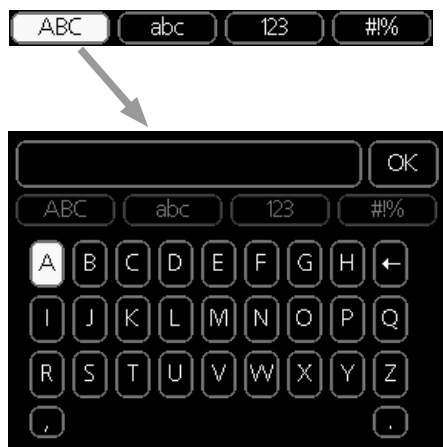 ABC abc 123 #!%
OK
ABC abc 123 #!%
A B C D E F G H ←
I J K L M N O P Q
R S T U V W X Y Z
, .